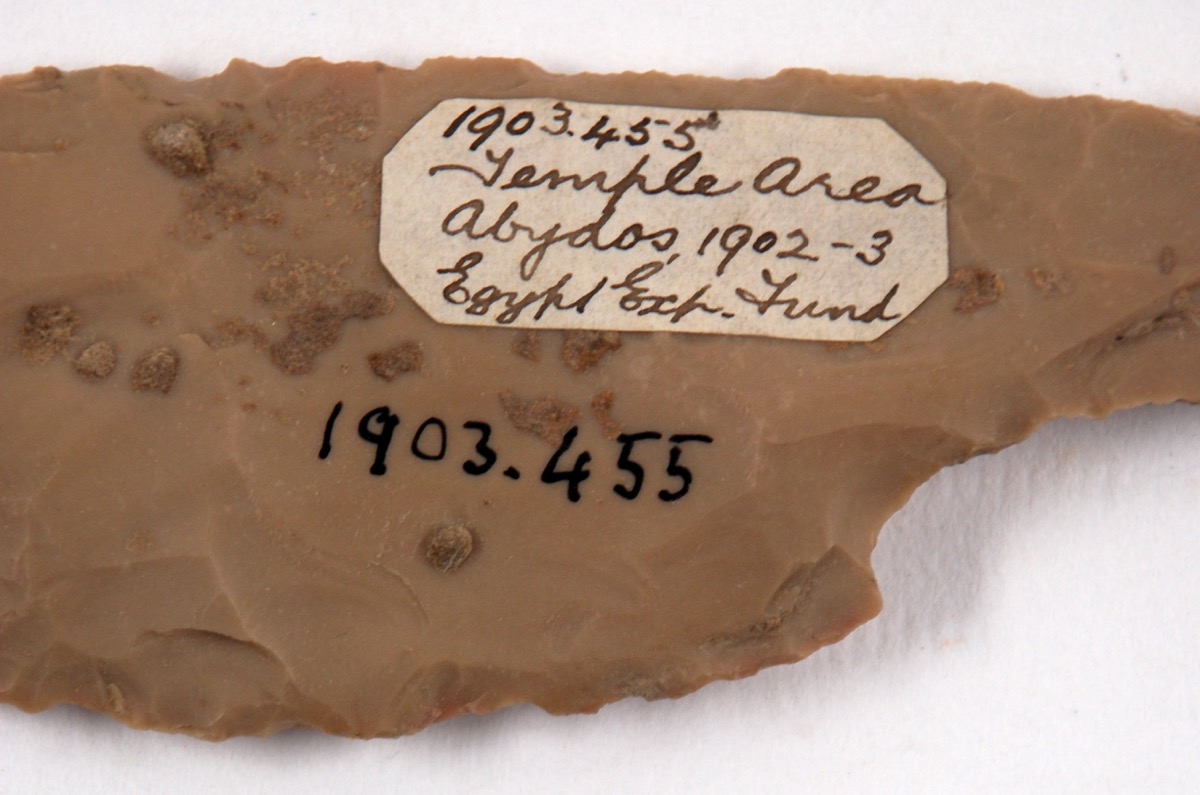 1903.455
Temple Area
Abydos, 1902-3
Egypt Exp. Fund
1903.455